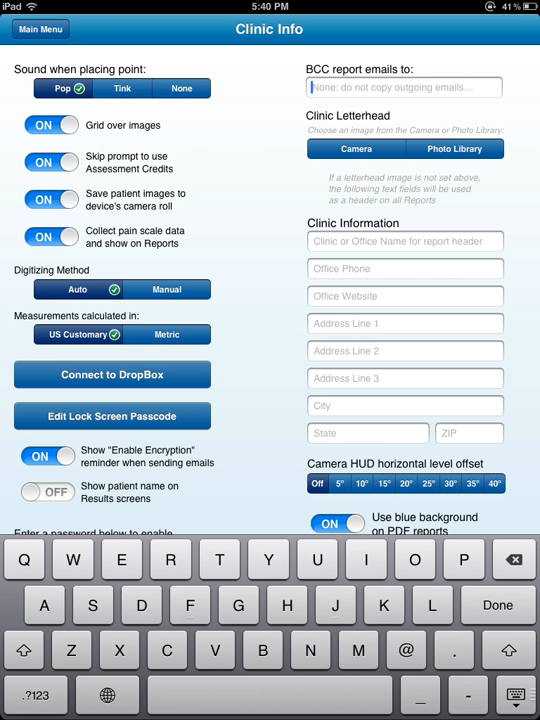 iPad 5:40 PM 41%
Main Menu Clinic Info
Sound when placing point:
Pop Tink None
ON Grid over images
ON Skip prompt to use
Assessment Credits
ON Save patient images to
device's camera roll
ON Collect pain scale data
and show on Reports
Digitizing Method
Auto Manual
Measurements calculated in:
US Customary Metric
Connect to DropBox
Edit Lock Screen Passcode
ON Show "Enable Encryption"
reminder when sending emails
OFF Show patient name on
Results screens
Enter a password below to enable
BCC report emails to:
None: do not copy outgoing emails...
Clinic Letterhead
Choose an image from the Camera or Photo Library:
Camera Photo Library
If a letterhead image is not set above,
the following text fields will be used
as a header on all Reports
Clinic Information
Clinic or Office Name for report header
Office Phone
Office Website
Address Line 1
Address Line 2
Address Line 3
City
State ZIP
Camera HUD horizontal level offset
Off 5° 10° 15° 20° 25° 30° 35° 40°
ON Use blue background
on PDF reports
Q W E R T Y U I O P
A S D F G H J K L Done
Z X C V B N M @ .
.?123 _ -